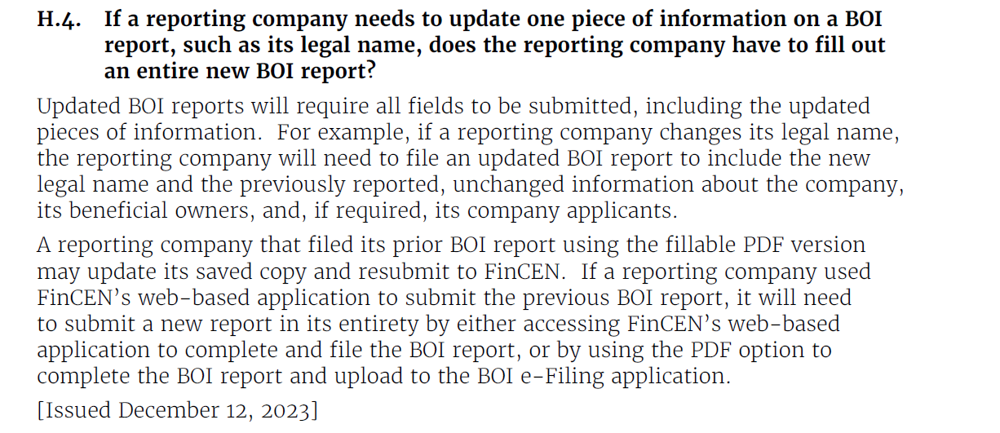 H.4. If a reporting company needs to update one piece of information on a BOI
report, such as its legal name, does the reporting company have to fill out
an entire new BOI report?
Updated BOI reports will require all fields to be submitted, including the updated
pieces of information.  For example, if a reporting company changes its legal name,
the reporting company will need to file an updated BOI report to include the new
legal name and the previously reported, unchanged information about the company,
its beneficial owners, and, if required, its company applicants.
A reporting company that filed its prior BOI report using the fillable PDF version
may update its saved copy and resubmit to FinCEN.  If a reporting company used
FinCEN’s web-based application to submit the previous BOI report, it will need
to submit a new report in its entirety by either accessing FinCEN’s web-based
application to complete and file the BOI report, or by using the PDF option to
complete the BOI report and upload to the BOI e-Filing application.
[Issued December 12, 2023]